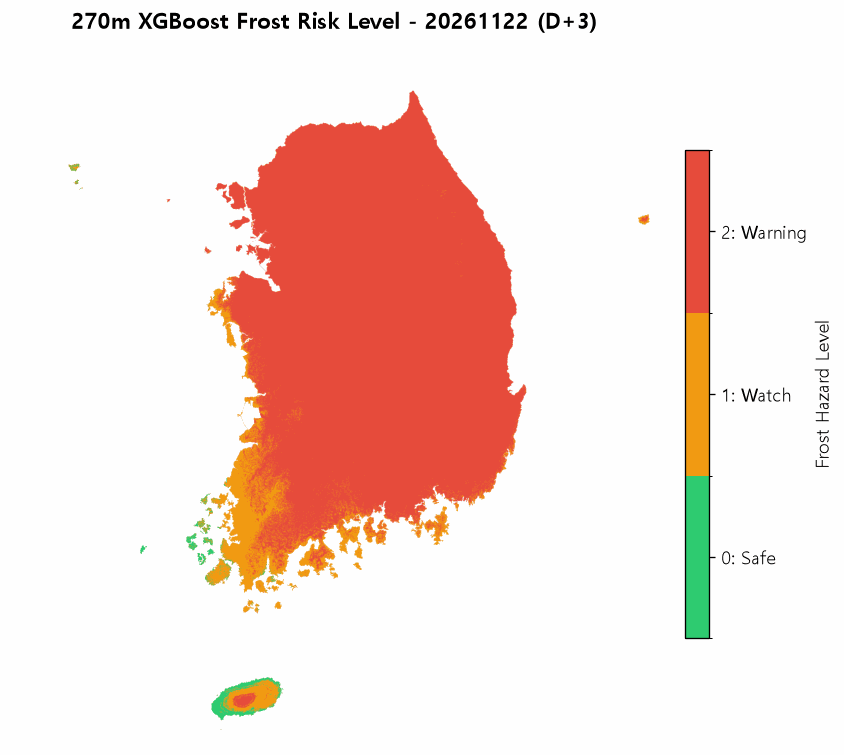 270m XGBoost Frost Risk Level - 20261122 (D+3)
2: Warning
1: Watch
0: Safe
Frost Hazard Level